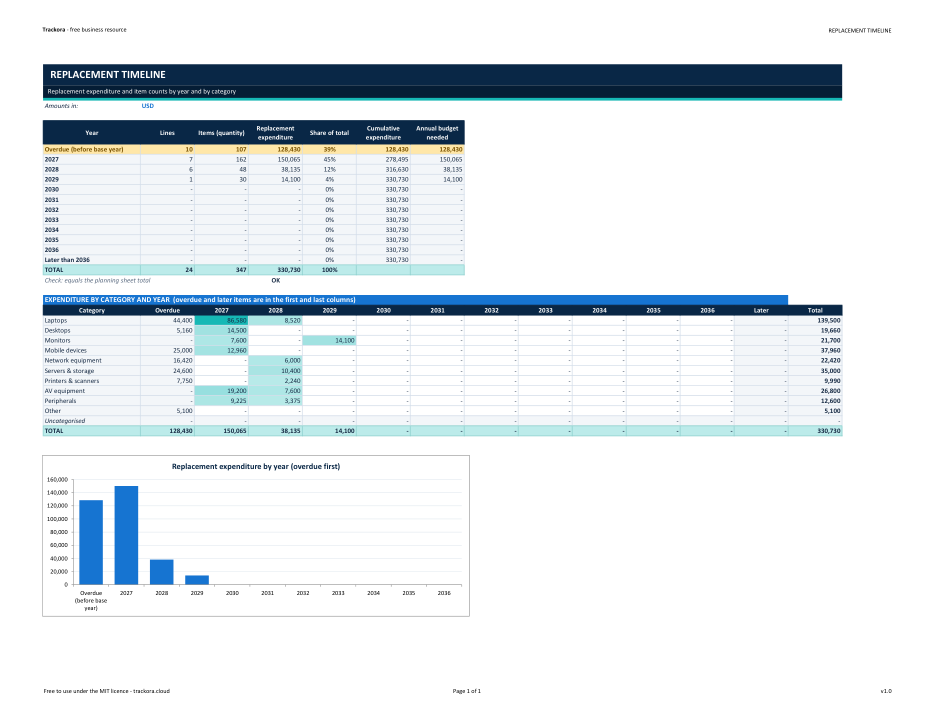 Trackora - free business resource
REPLACEMENT TIMELINE
REPLACEMENT TIMELINE
Replacement expenditure and item counts by year and by category
Amounts in: USD
Year Lines Items (quantity) Replacement expenditure Share of total Cumulative expenditure Annual budget needed
Overdue (before base year) 10 107 128,430 39% 128,430 128,430
2027 7 162 150,065 45% 278,495 150,065
2028 6 48 38,135 12% 316,630 38,135
2029 1 30 14,100 4% 330,730 14,100
2030 - - - 0% 330,730 -
2031 - - - 0% 330,730 -
2032 - - - 0% 330,730 -
2033 - - - 0% 330,730 -
2034 - - - 0% 330,730 -
2035 - - - 0% 330,730 -
2036 - - - 0% 330,730 -
Later than 2036 - - - 0% 330,730 -
TOTAL 24 347 330,730 100%
Check: equals the planning sheet total OK
EXPENDITURE BY CATEGORY AND YEAR (overdue and later items are in the first and last columns)
Category Overdue 2027 2028 2029 2030 2031 2032 2033 2034 2035 2036 Later Total
Laptops 44,400 86,580 8,520 - - - - - - - - - 139,500
Desktops 5,160 14,500 - - - - - - - - - - 19,660
Monitors - 7,600 - 14,100 - - - - - - - - 21,700
Mobile devices 25,000 12,960 - - - - - - - - - - 37,960
Network equipment 16,420 - 6,000 - - - - - - - - - 22,420
Servers & storage 24,600 - 10,400 - - - - - - - - - 35,000
Printers & scanners 7,750 - 2,240 - - - - - - - - - 9,990
AV equipment - 19,200 7,600 - - - - - - - - - 26,800
Peripherals - 9,225 3,375 - - - - - - - - - 12,600
Other 5,100 - - - - - - - - - - - 5,100
Uncategorised - - - - - - - - - - - - -
TOTAL 128,430 150,065 38,135 14,100 - - - - - - - - 330,730
Replacement expenditure by year (overdue first)
160,000
140,000
120,000
100,000
80,000
60,000
40,000
20,000
0
Overdue (before base year) 2027 2028 2029 2030 2031 2032 2033 2034 2035 2036
Free to use under the MIT licence - trackora.cloud
Page 1 of 1
v1.0